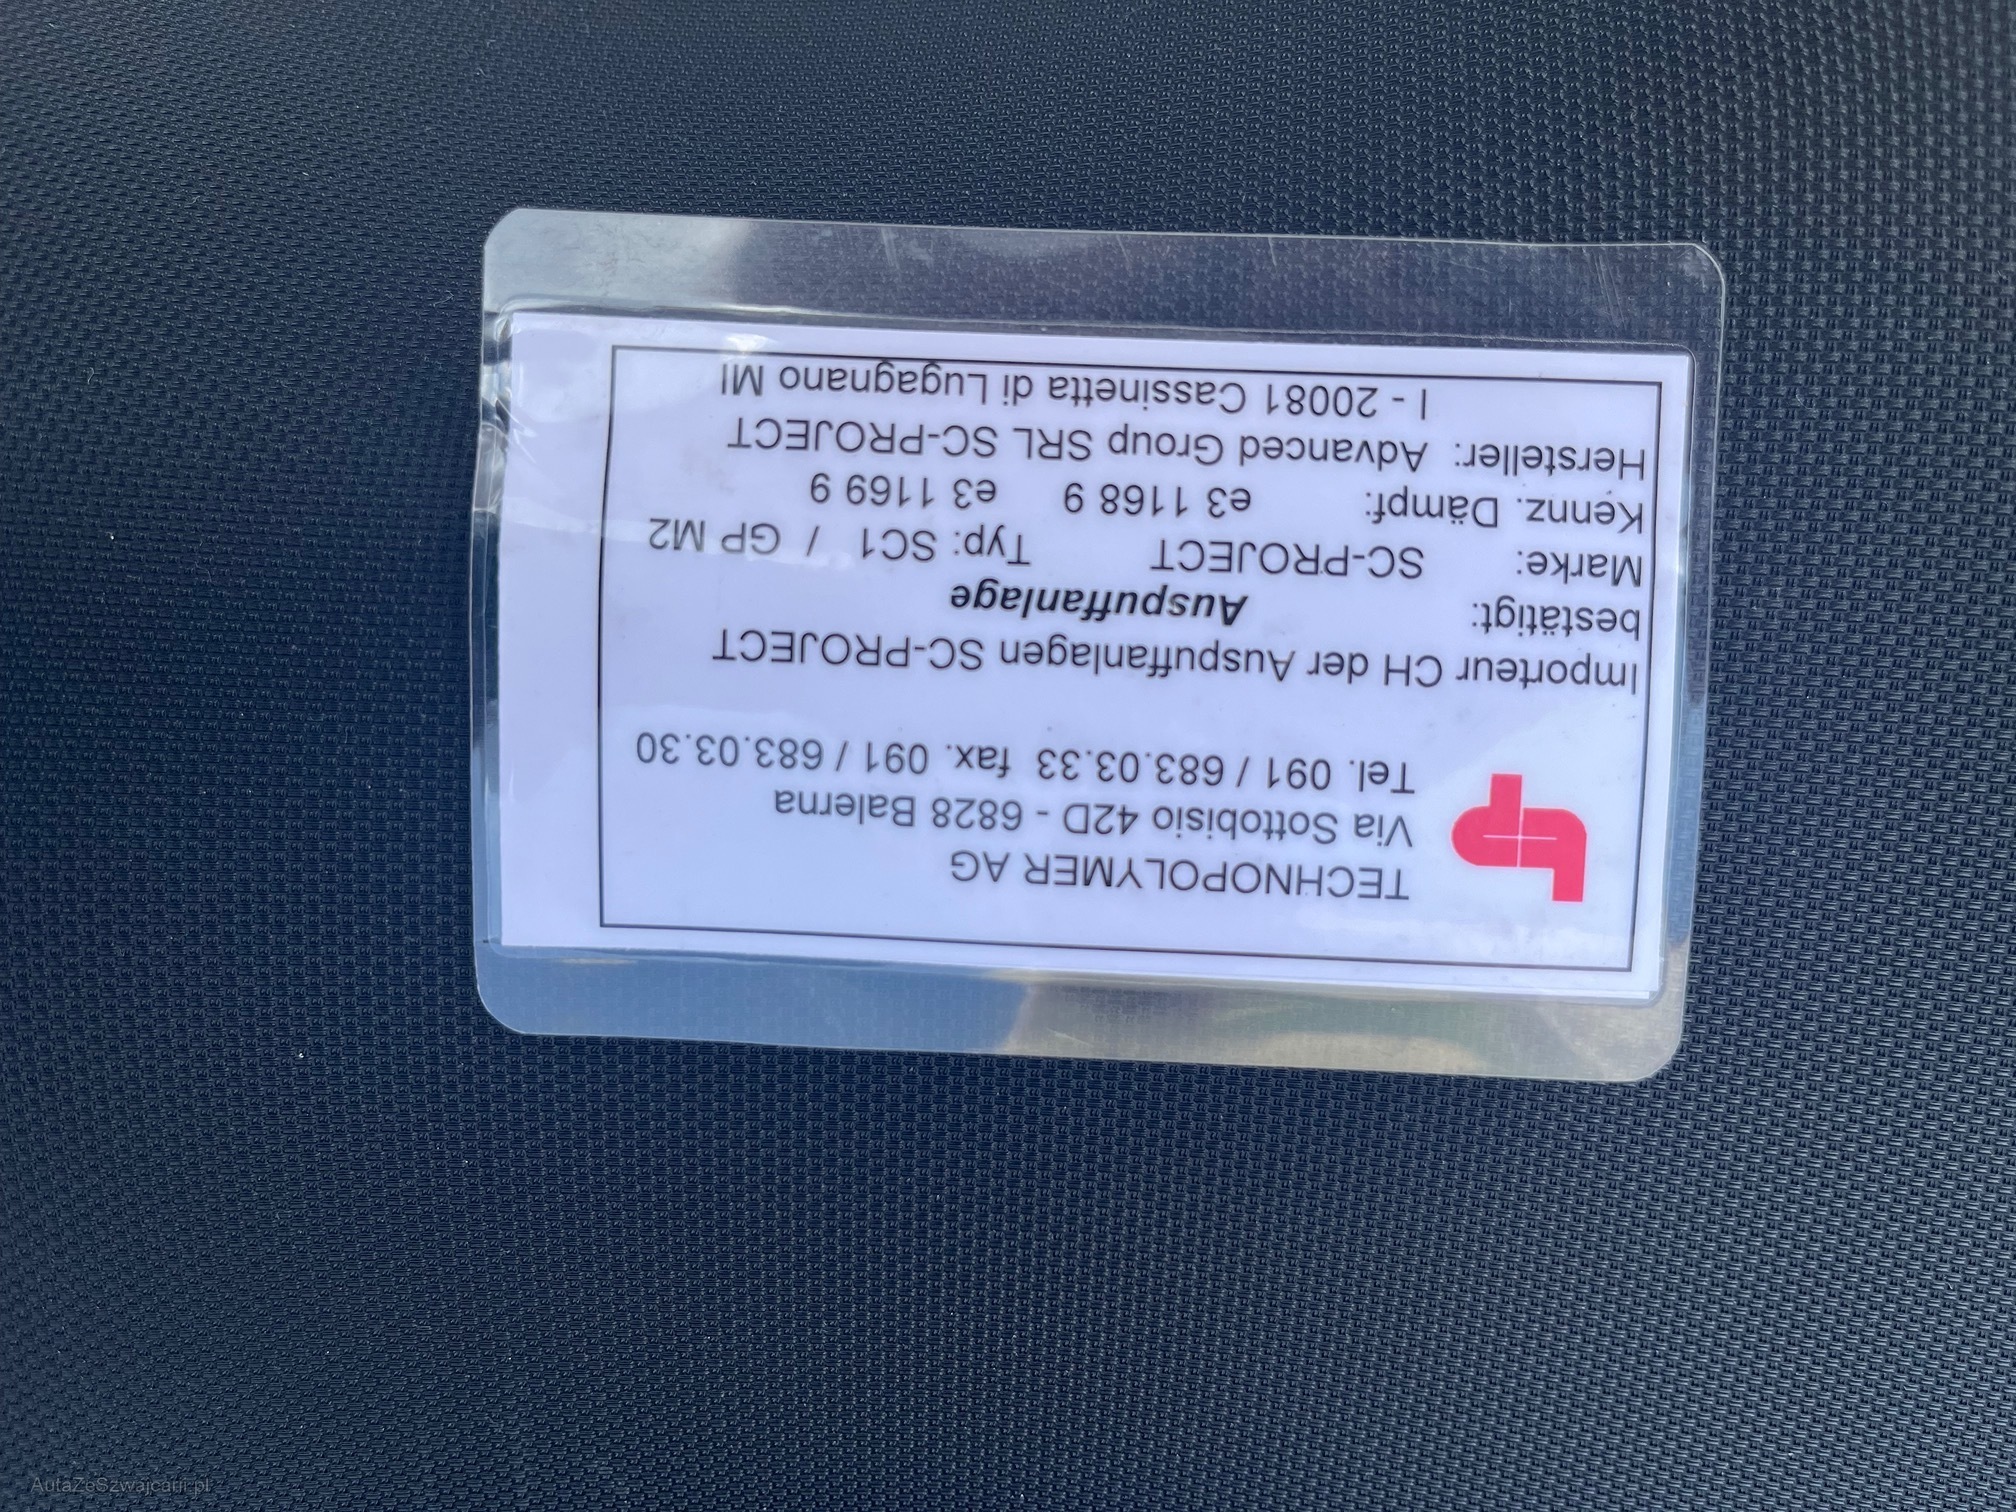 TECHNOPOLYMER AG
Via Sottobisio 42D - 6828 Balerna
Tel. 091 / 683.03.33 fax. 091 / 683.03.30
Importeur CH der Auspuffanlagen SC-PROJECT
bestätigt: Auspuffanlage
Marke: SC-PROJECT Typ: SC1 / GP M2
Kennz. Dämpf: e3 1168 9 e3 1169 9
Hersteller: Advanced Group SRL SC-PROJECT
I - 20081 Cassinetta di Lugagnano MI
AutaZeSzwajcarii.pl